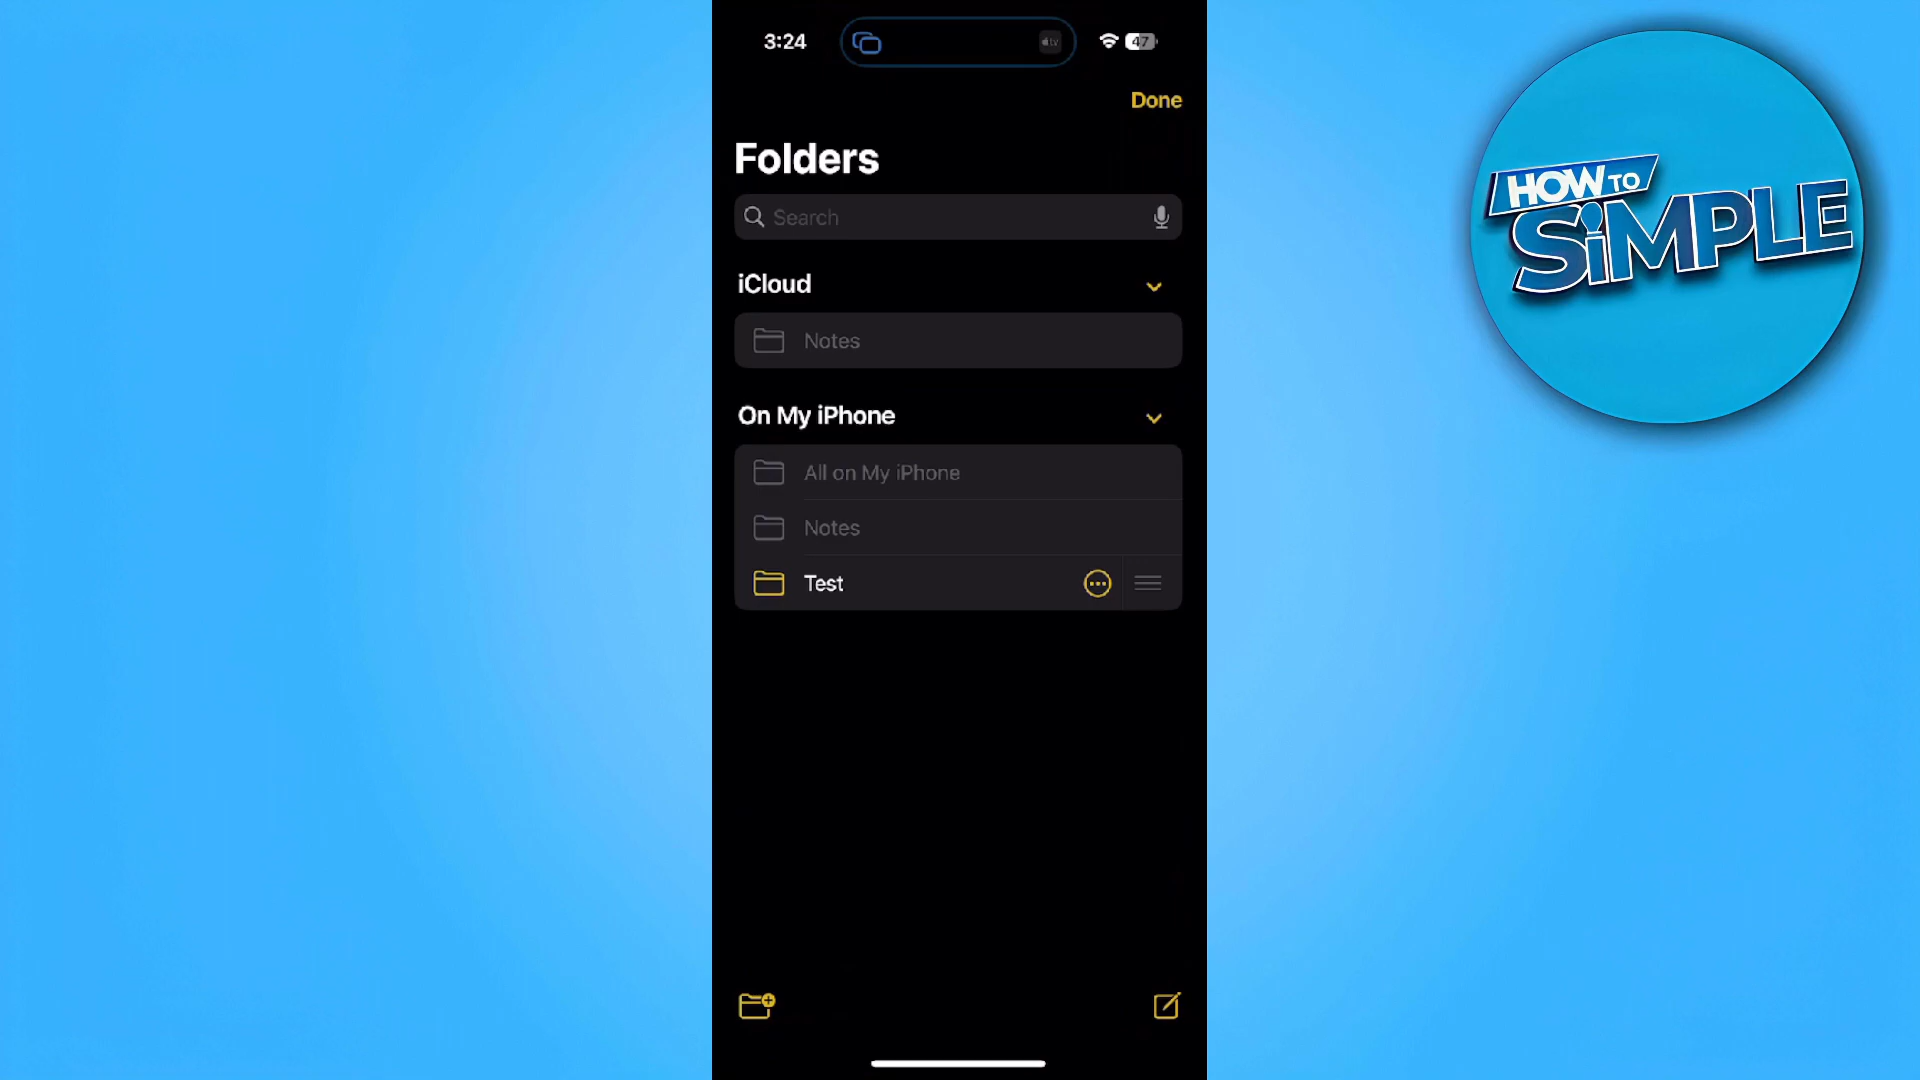 3:24
tv
47
Done
Folders
Search
iCloud
Notes
On My iPhone
All on My iPhone
Notes
Test
HOW TO
SiMPLE